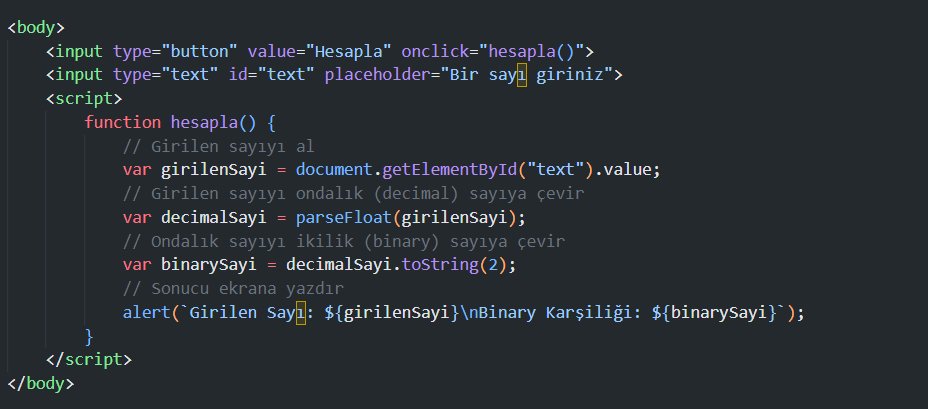 <body>
<input type="button" value="Hesapla" onclick="hesapla()">
<input type="text" id="text" placeholder="Bir sayı giriniz">
<script>
function hesapla() {
// Girilen sayıyı al
var girilenSayi = document.getElementById("text").value;
// Girilen sayıyı ondalık (decimal) sayıya çevir
var decimalSayi = parseFloat(girilenSayi);
// Ondalık sayıyı ikilik (binary) sayıya çevir
var binarySayi = decimalSayi.toString(2);
// Sonucu ekrana yazdır
alert(`Girilen Sayı: ${girilenSayi}\nBinary Karşiliği: ${binarySayi}`);
}
</script>
</body>